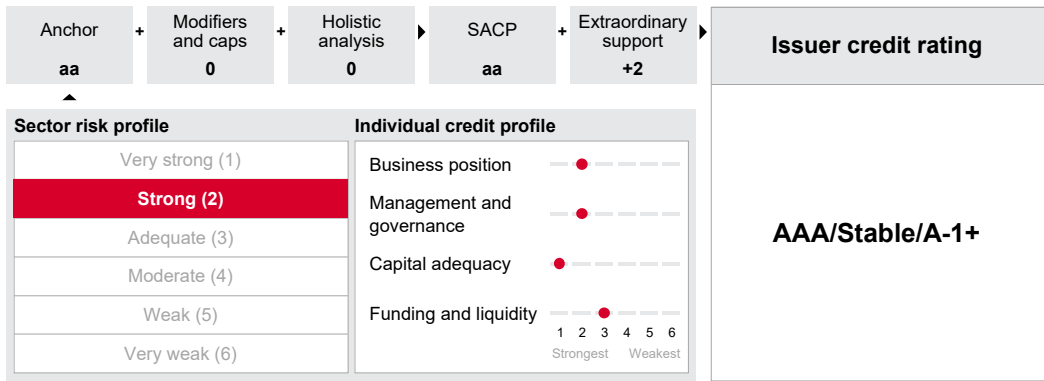 Anchor
aa
+
Modifiers
and caps
0
+
Holistic
analysis
0
SACP
aa
+
Extraordinary
support
+2
Issuer credit rating
AAA/Stable/A-1+
Sector risk profile
Very strong (1)
Strong (2)
Adequate (3)
Moderate (4)
Weak (5)
Very weak (6)
Individual credit profile
Business position
Management and
governance
Capital adequacy
Funding and liquidity
1 2 3 4 5 6
Strongest Weakest